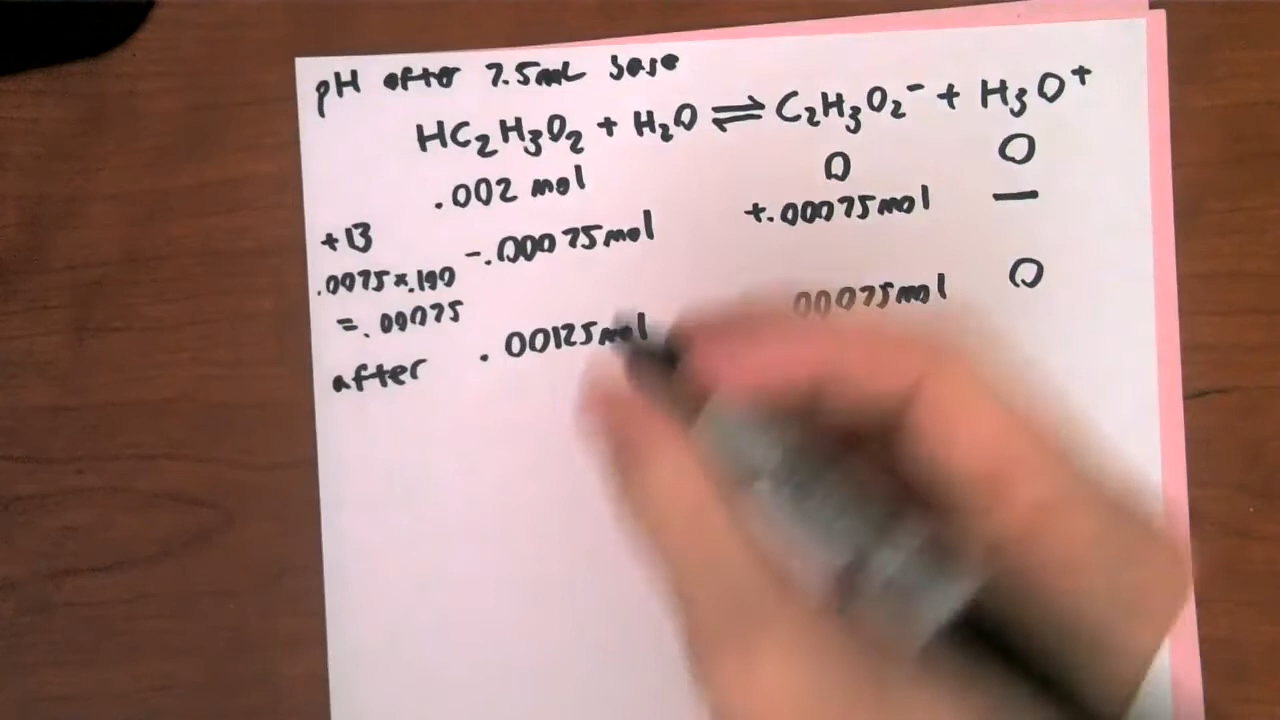 pH after 7.5mL base
HC₂H₃O₂ + H₂O ⇌ C₂H₃O₂⁻ + H₃O⁺
.002 mol 0 0
+B -.00075mol +.00075mol —
.0075 x .100
= .00075
after .00125mol 00075mol 0